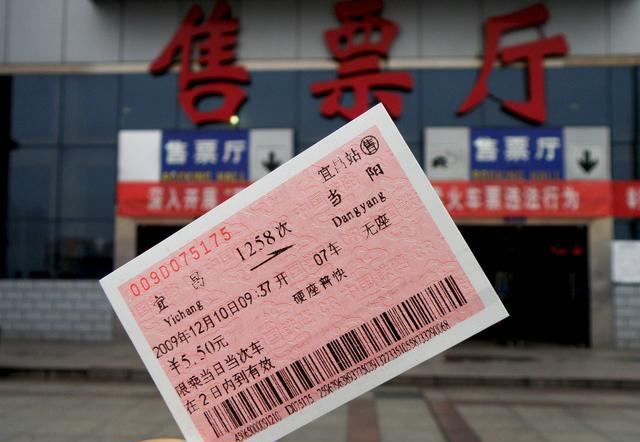 售票厅
售票厅
BOOKING HALL
售票厅
深入开展
火车票违法行为
宜昌站售
009D075175
宜昌 1258次 当阳
Yichang Dangyang
2009年12月10日09:37开 07车 无座
¥5.50元 硬座普快
限乘当日当次车
在2日内到有效